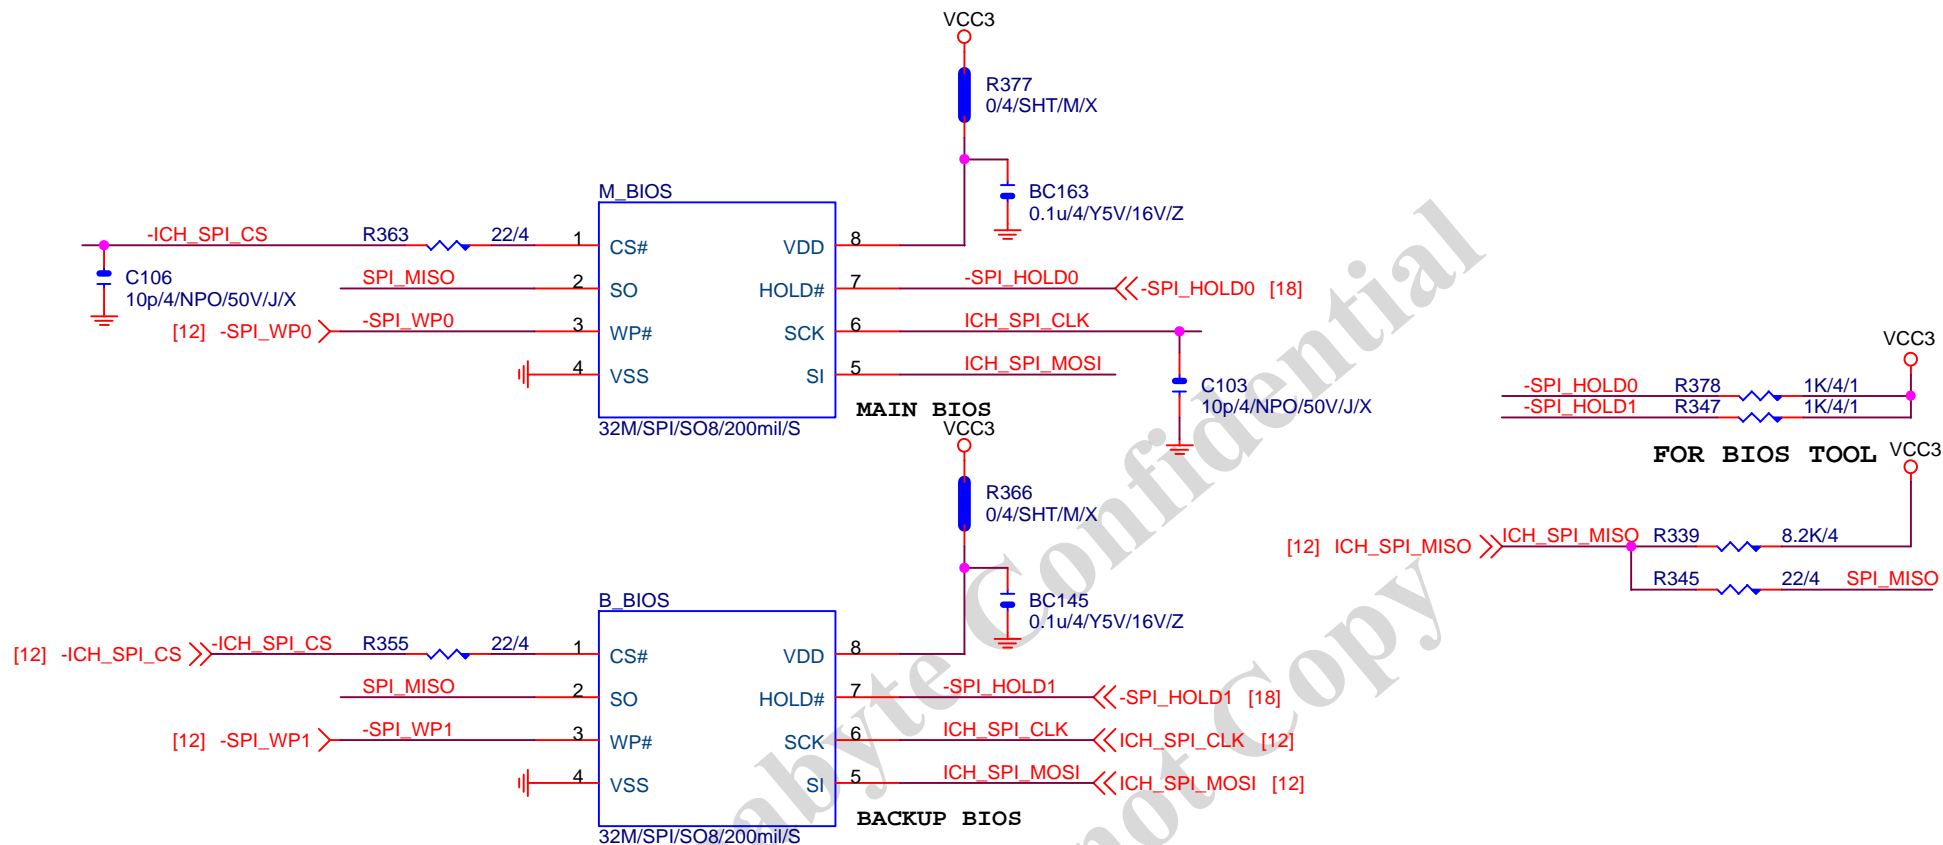 VCC3
R377
0/4/SHT/M/X
M_BIOS
BC163
0.1u/4/Y5V/16V/Z
-ICH_SPI_CS R363 22/4 1 CS# VDD 8
C106
10p/4/NPO/50V/J/X
SPI_MISO 2 SO HOLD# 7 -SPI_HOLD0 -SPI_HOLD0 [18]
[12] -SPI_WP0 -SPI_WP0 3 WP# SCK 6 ICH_SPI_CLK
4 VSS SI 5 ICH_SPI_MOSI
C103
10p/4/NPO/50V/J/X
MAIN BIOS
32M/SPI/SO8/200mil/S
VCC3
-SPI_HOLD0 R378 1K/4/1
-SPI_HOLD1 R347 1K/4/1
FOR BIOS TOOL
VCC3
[12] ICH_SPI_MISO ICH_SPI_MISO R339 8.2K/4
R345 22/4 SPI_MISO
VCC3
R366
0/4/SHT/M/X
B_BIOS
BC145
0.1u/4/Y5V/16V/Z
[12] -ICH_SPI_CS -ICH_SPI_CS R355 22/4 1 CS# VDD 8
SPI_MISO 2 SO HOLD# 7 -SPI_HOLD1 -SPI_HOLD1 [18]
[12] -SPI_WP1 -SPI_WP1 3 WP# SCK 6 ICH_SPI_CLK ICH_SPI_CLK [12]
4 VSS SI 5 ICH_SPI_MOSI ICH_SPI_MOSI [12]
BACKUP BIOS
32M/SPI/SO8/200mil/S
Confidential
not Copy